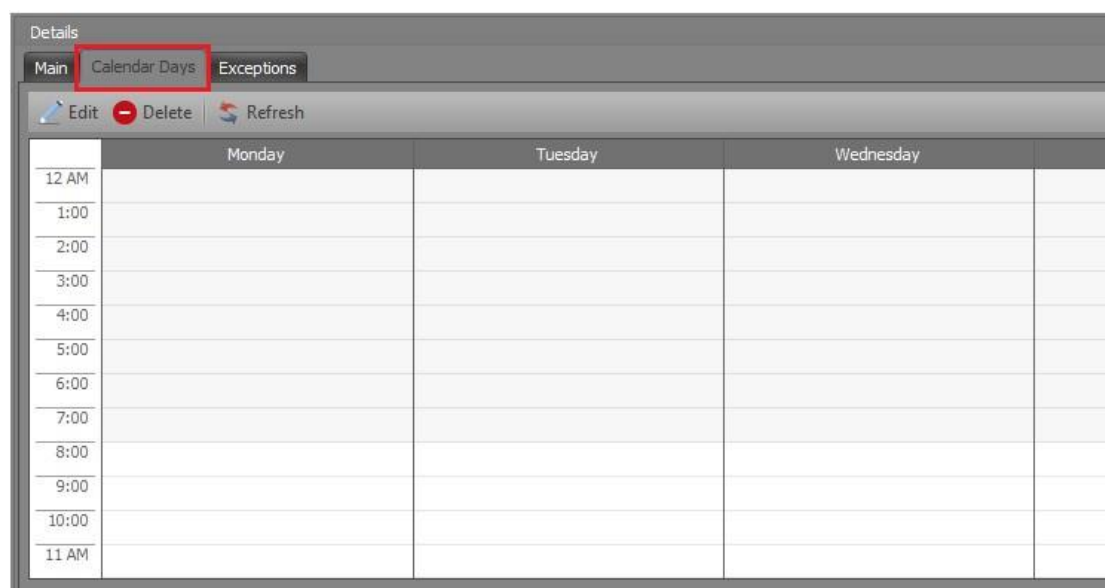 Details
Main Calendar Days Exceptions
Edit Delete Refresh
Monday Tuesday Wednesday
12 AM
1:00
2:00
3:00
4:00
5:00
6:00
7:00
8:00
9:00
10:00
11 AM